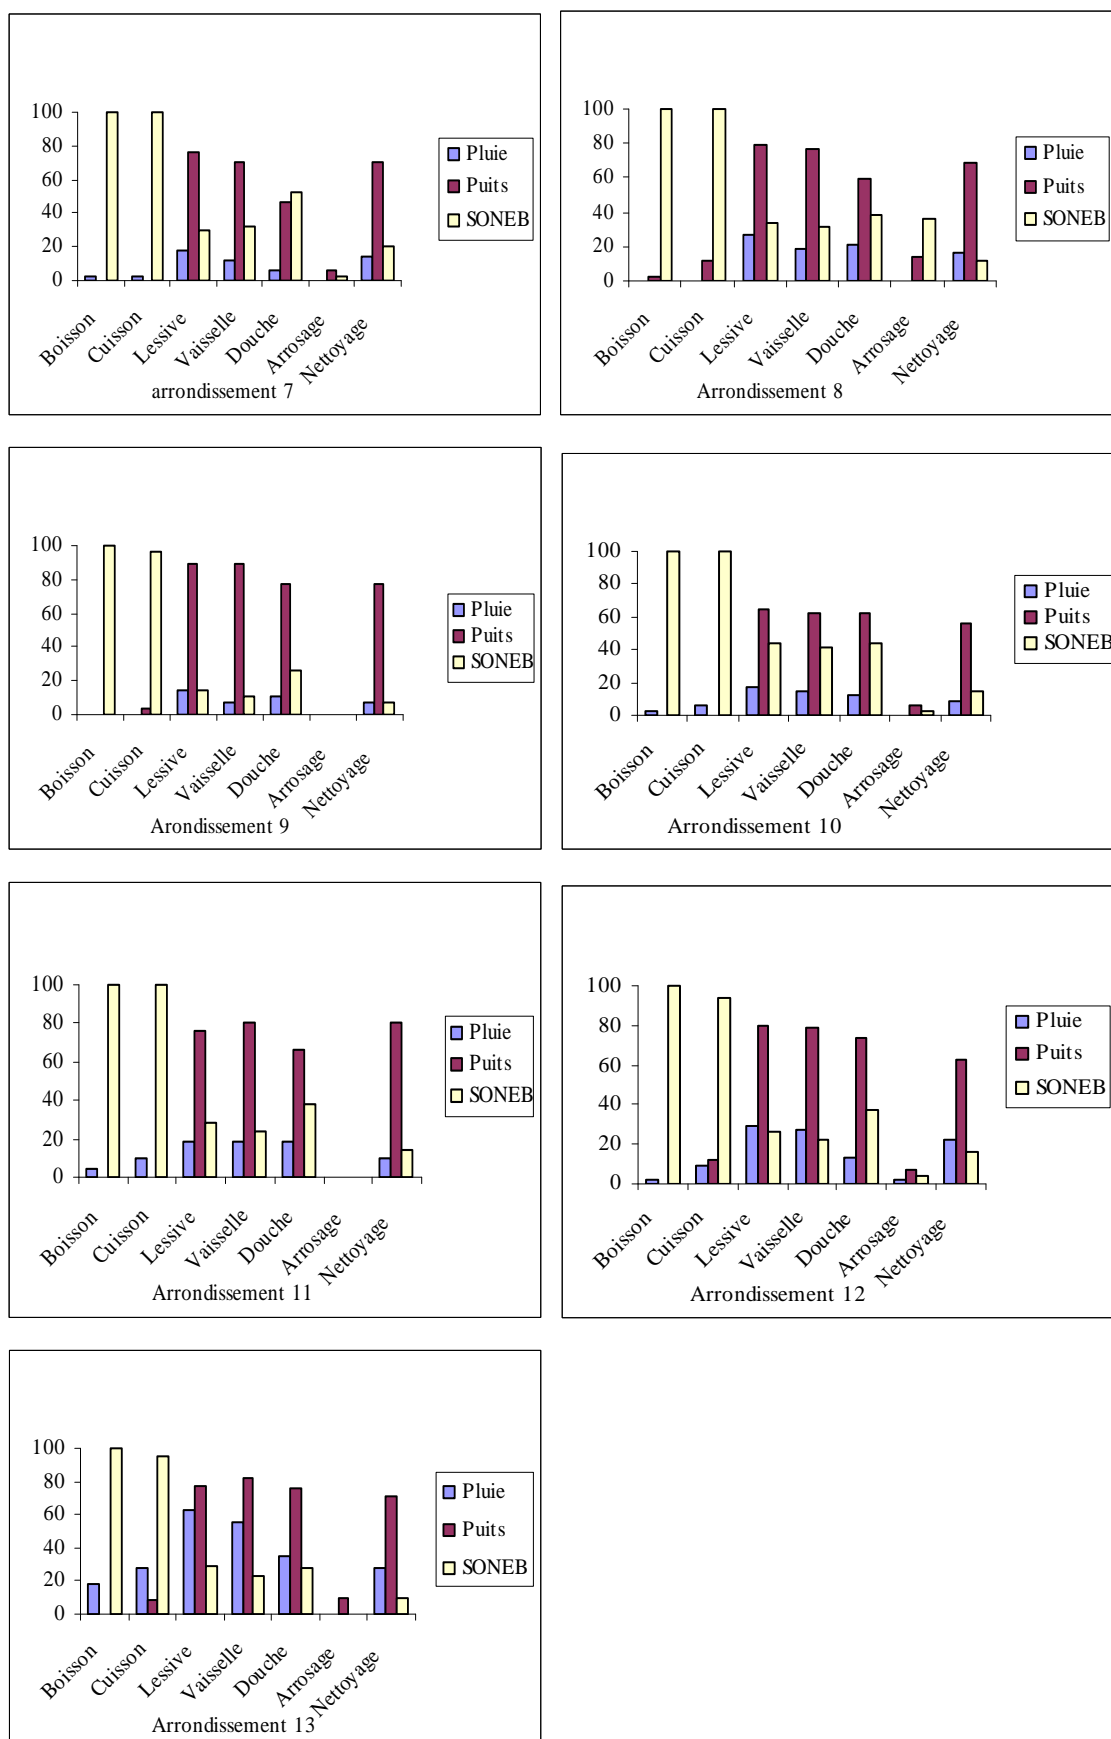 100
80
60
40
20
0
Boisson
Cuisson
Lessive
Vaisselle
Douche
Arrosage
Nettoyage
arrondissement 7
Pluie
Puits
SONEB
100
80
60
40
20
0
Boisson
Cuisson
Lessive
Vaisselle
Douche
Arrosage
Nettoyage
Arrondissement 8
Pluie
Puits
SONEB
100
80
60
40
20
0
Boisson
Cuisson
Lessive
Vaisselle
Douche
Arrosage
Nettoyage
Arondissement 9
Pluie
Puits
SONEB
100
80
60
40
20
0
Boisson
Cuisson
Lessive
Vaisselle
Douche
Arrosage
Nettoyage
Arrondissement 10
Pluie
Puits
SONEB
100
80
60
40
20
0
Boisson
Cuisson
Lessive
Vaisselle
Douche
Arrosage
Nettoyage
Arrondissement 11
Pluie
Puits
SONEB
100
80
60
40
20
0
Boisson
Cuisson
Lessive
Vaisselle
Douche
Arrosage
Nettoyage
Arrondissement 12
Pluie
Puits
SONEB
100
80
60
40
20
0
Boisson
Cuisson
Lessive
Vaisselle
Douche
Arrosage
Nettoyage
Arrondissement 13
Pluie
Puits
SONEB